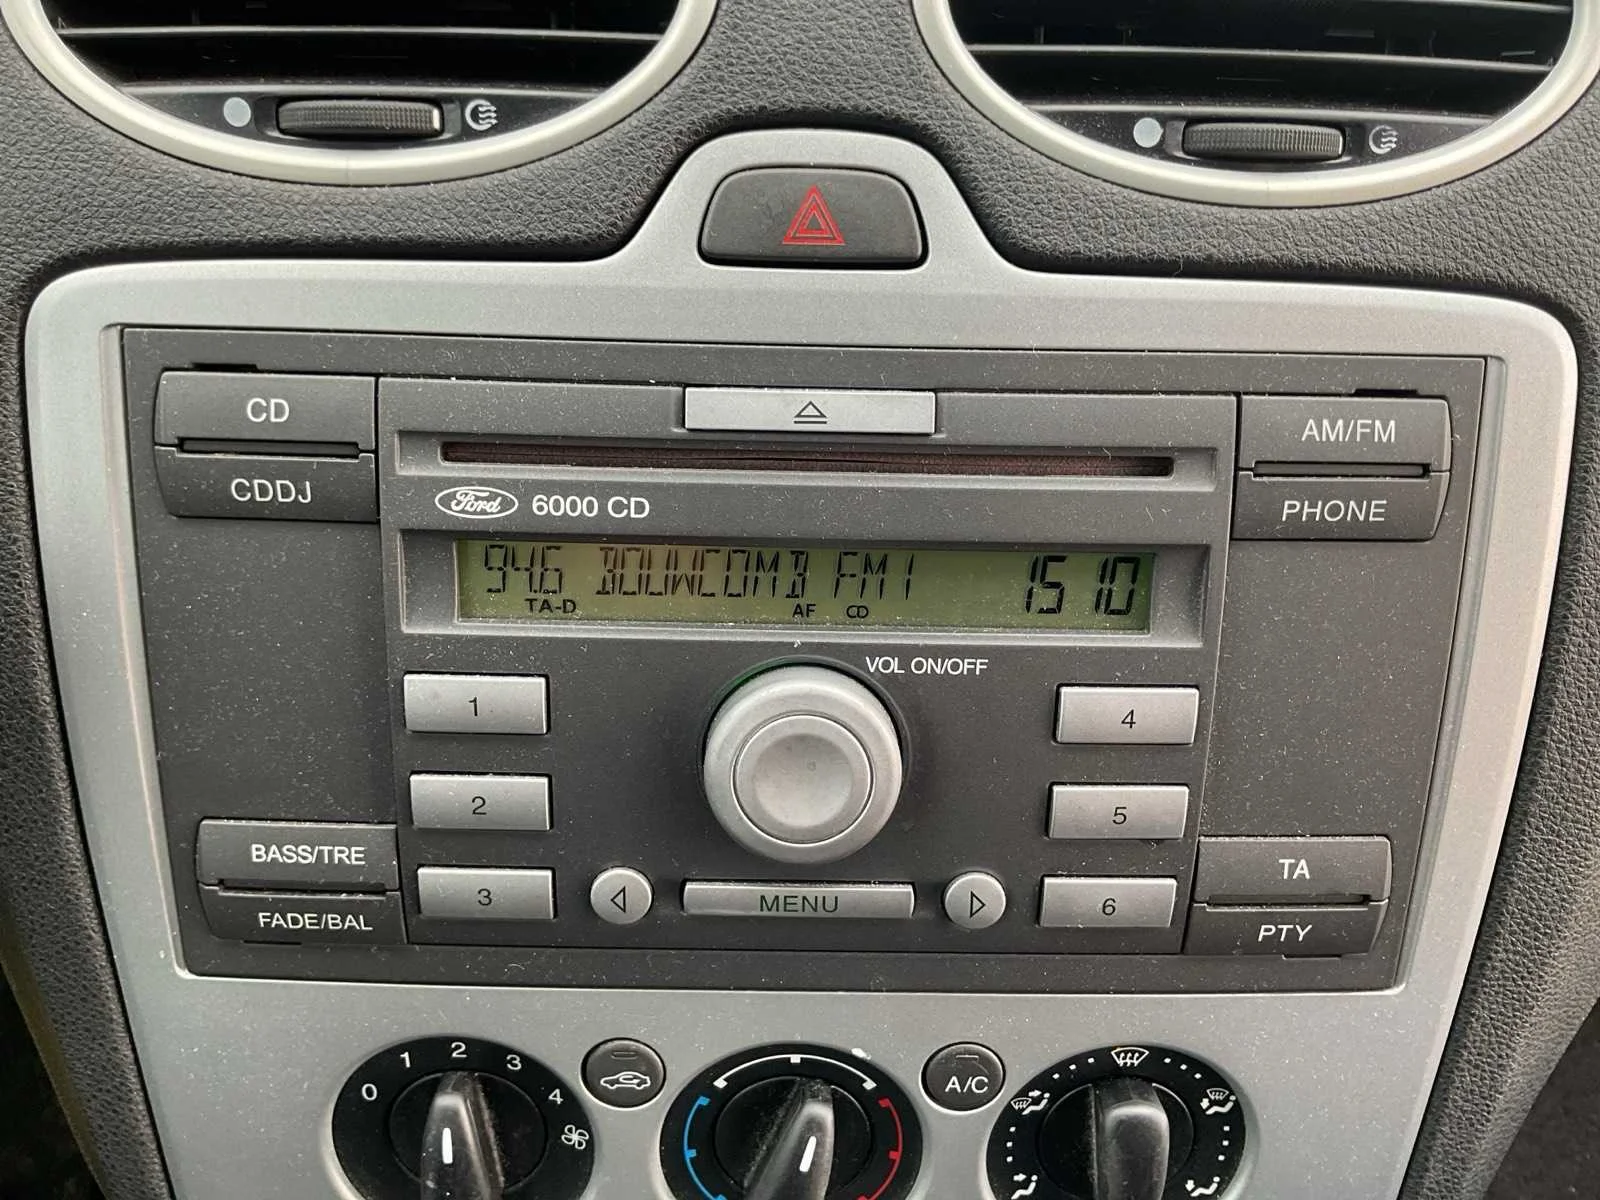 CD
CDDJ
AM/FM
PHONE
Ford 6000 CD
94.6 BOUWCOMB FM1 15 10
TA-D AF CD
VOL ON/OFF
1
2
3
4
5
6
MENU
BASS/TRE
FADE/BAL
TA
PTY
0 1 2 3 4
A/C